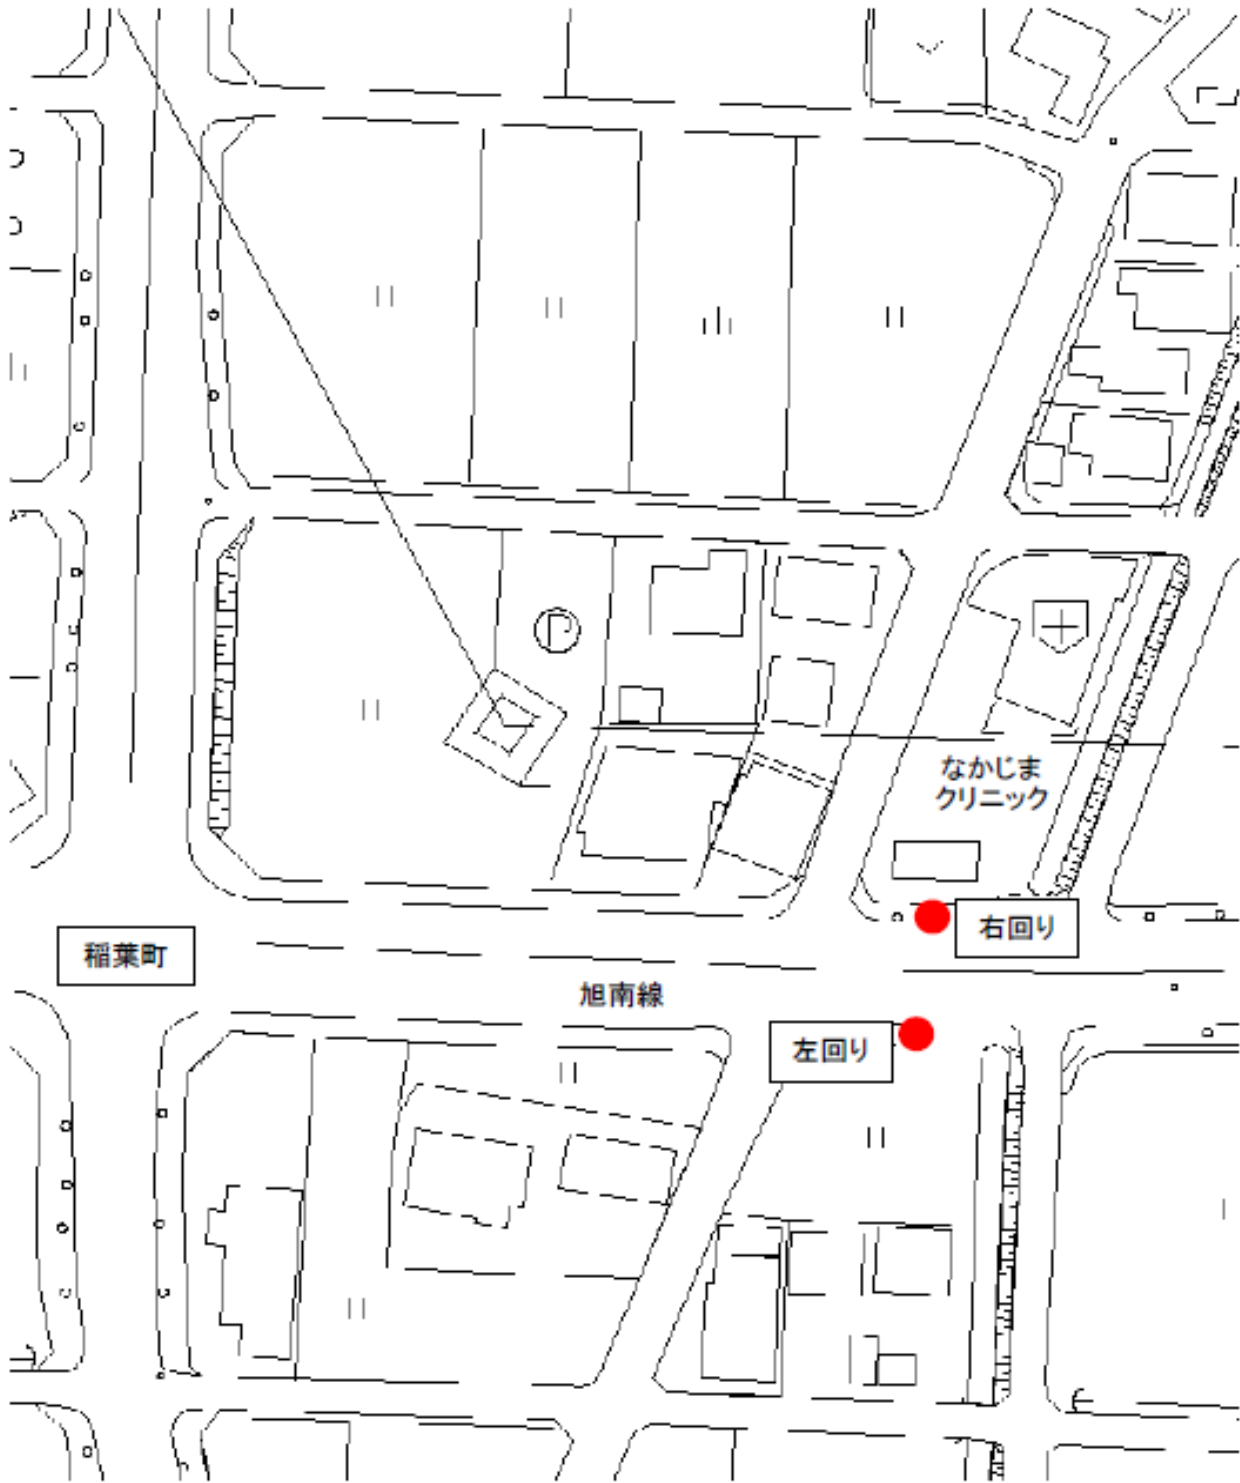 なかじま
クリニック
右回り
稲葉町
旭南線
左回り